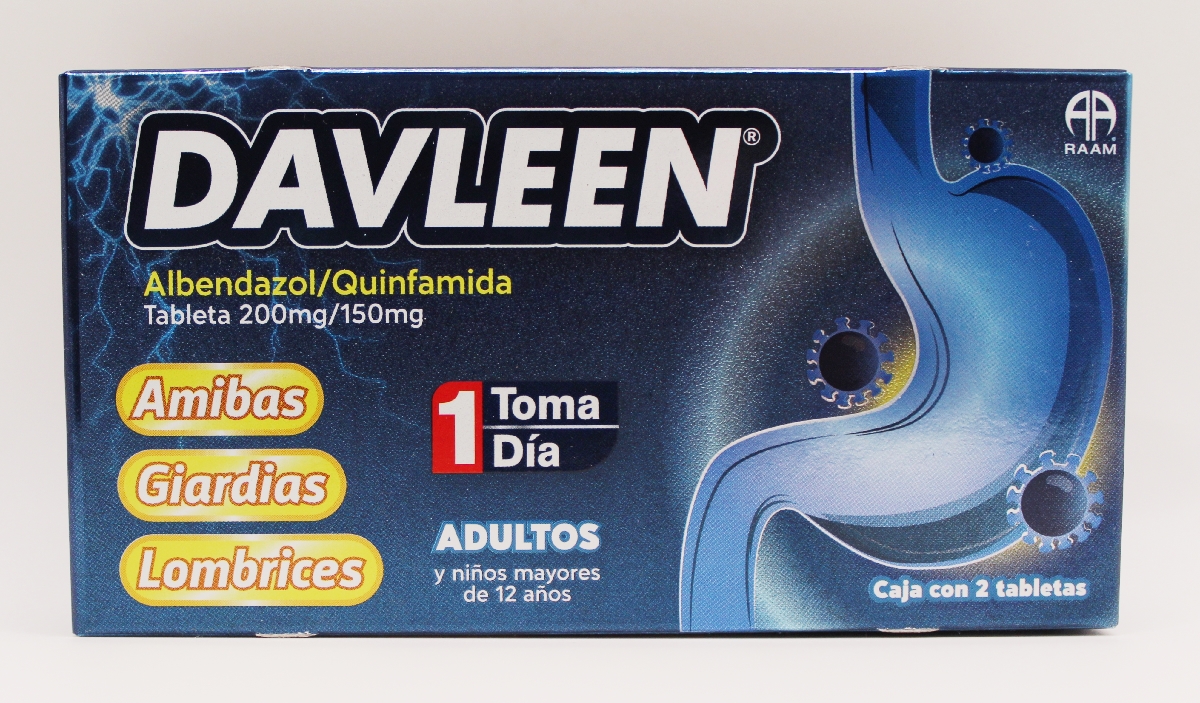 DAVLEEN®
AA
RAAM
Albendazol/Quinfamida
Tableta 200mg/150mg
Amibas
Giardias
Lombrices
1 Toma
Día
ADULTOS
y niños mayores
de 12 años
Caja con 2 tabletas